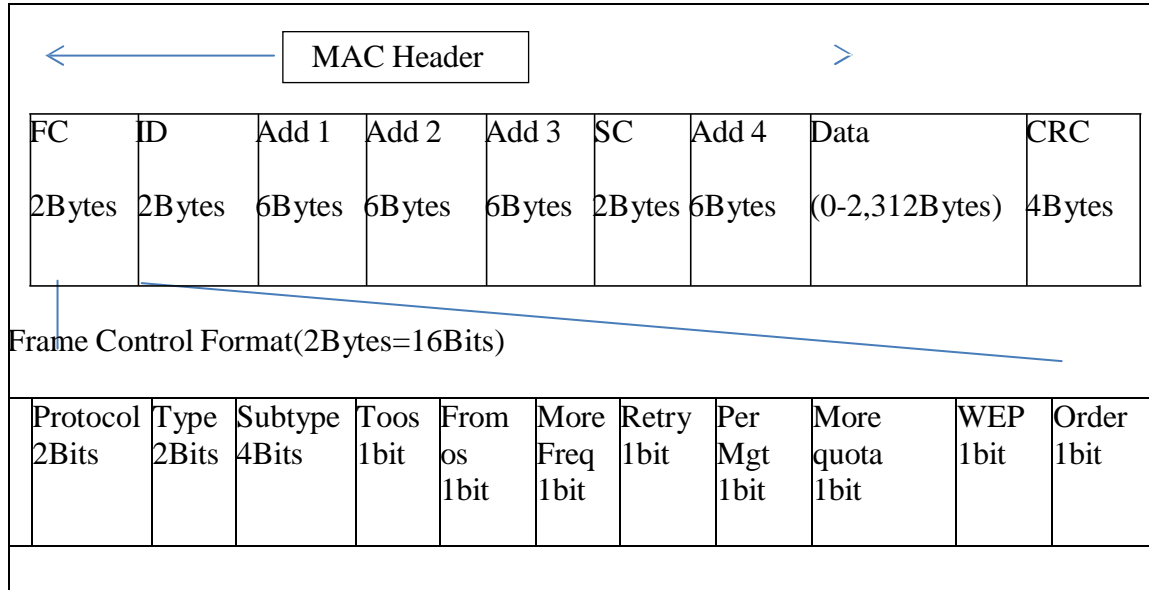 MAC Header
FC ID Add 1 Add 2 Add 3 SC Add 4 Data CRC
2Bytes 2Bytes 6Bytes 6Bytes 6Bytes 2Bytes 6Bytes (0-2,312Bytes) 4Bytes
Frame Control Format(2Bytes=16Bits)
Protocol Type Subtype Toos From More Retry Per More WEP Order
2Bits 2Bits 4Bits 1bit os Freq 1bit Mgt quota 1bit 1bit
1bit 1bit 1bit 1bit